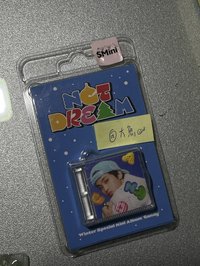 SMini
NCT
DREAM
Winter Special Mini Album Candy